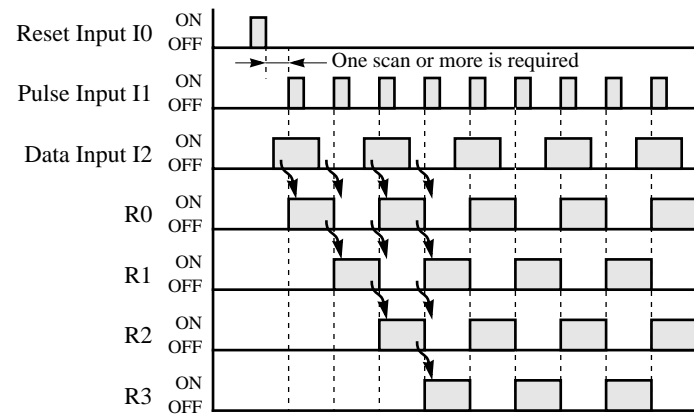 Reset Input I0 ON
OFF
One scan or more is required
Pulse Input I1 ON
OFF
Data Input I2 ON
OFF
R0 ON
OFF
R1 ON
OFF
R2 ON
OFF
R3 ON
OFF